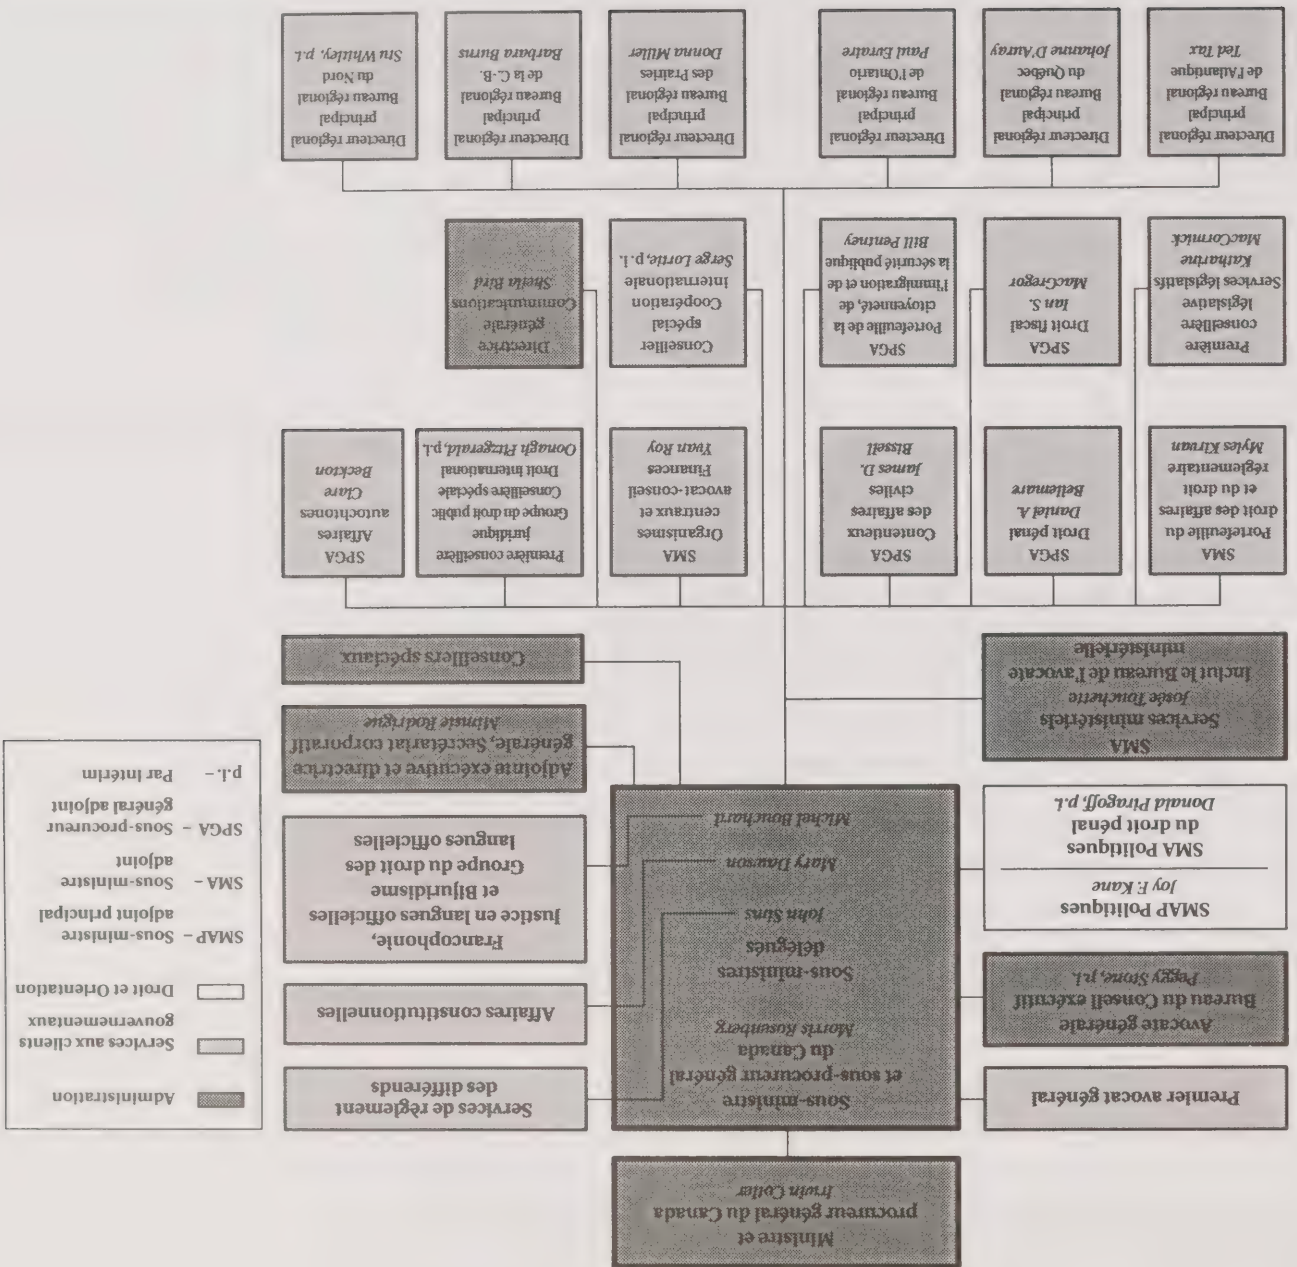 Ministre et
procureur général du Canada
Irwin Cotler
Premier avocat général
Avocate générale
Bureau du Conseil exécutif
Peggy Stone, p.i.
SMAP Politiques
Joy F. Kane
SMA Politiques
du droit pénal
Donald Piragoff, p.i.
SMA
Services ministériels
Josée Touchette
Inclut le Bureau de l'avocate
ministérielle
Sous-ministre
et sous-procureur général
du Canada
Morris Rosenberg
Sous-ministres
délégués
John Sims
Mary Dawson
Michel Bouchard
Services de règlement
des différends
Affaires constitutionnelles
Francophonie,
Justice en langues officielles
et Bijuridisme
Groupe du droit des
langues officielles
Adjointe exécutive et directrice
générale, Secrétariat corporatif
Minsie Rodrigue
Conseillers spéciaux
Administration
Services aux clients
gouvernementaux
Droit et Orientation
SMAP – Sous-ministre
adjoint principal
SMA – Sous-ministre
adjoint
SPGA – Sous-procureur
général adjoint
p.i. – Par intérim
SMA
Portefeuille du
droit des affaires
et du droit
réglementaire
Myles Kirvan
SPGA
Droit pénal
Daniel A.
Bellemare
SPGA
Contentieux
des affaires
civiles
James D.
Bissell
SMA
Organismes
centraux et
avocat-conseil
Finances
Yvan Roy
Première conseillère
juridique
Groupe du droit public
Conseillère spéciale
Droit international
Oonagh Fitzgerald, p.i.
SPGA
Affaires
autochtones
Clare
Beckton
Première
conseillère
législative
Services législatifs
Katharine
MacCormick
SPGA
Droit fiscal
Ian S.
MacGregor
SPGA
Portefeuille de la
citoyenneté, de
l'immigration et de
la sécurité publique
Bill Pentney
Conseiller
spécial
Coopération
internationale
Serge Lortie, p.i.
Directrice
générale
Communications
Sheila Bird
Directeur régional
principal
Bureau régional
de l'Atlantique
Ted Tax
Directeur régional
principal
Bureau régional
du Québec
Johanne D'Auray
Directeur régional
principal
Bureau régional
de l'Ontario
Paul Evraire
Directeur régional
principal
Bureau régional
des Prairies
Donna Miller
Directeur régional
principal
Bureau régional
de la C.-B.
Barbara Burns
Directeur régional
principal
Bureau régional
du Nord
Stu Whitley, p.i.